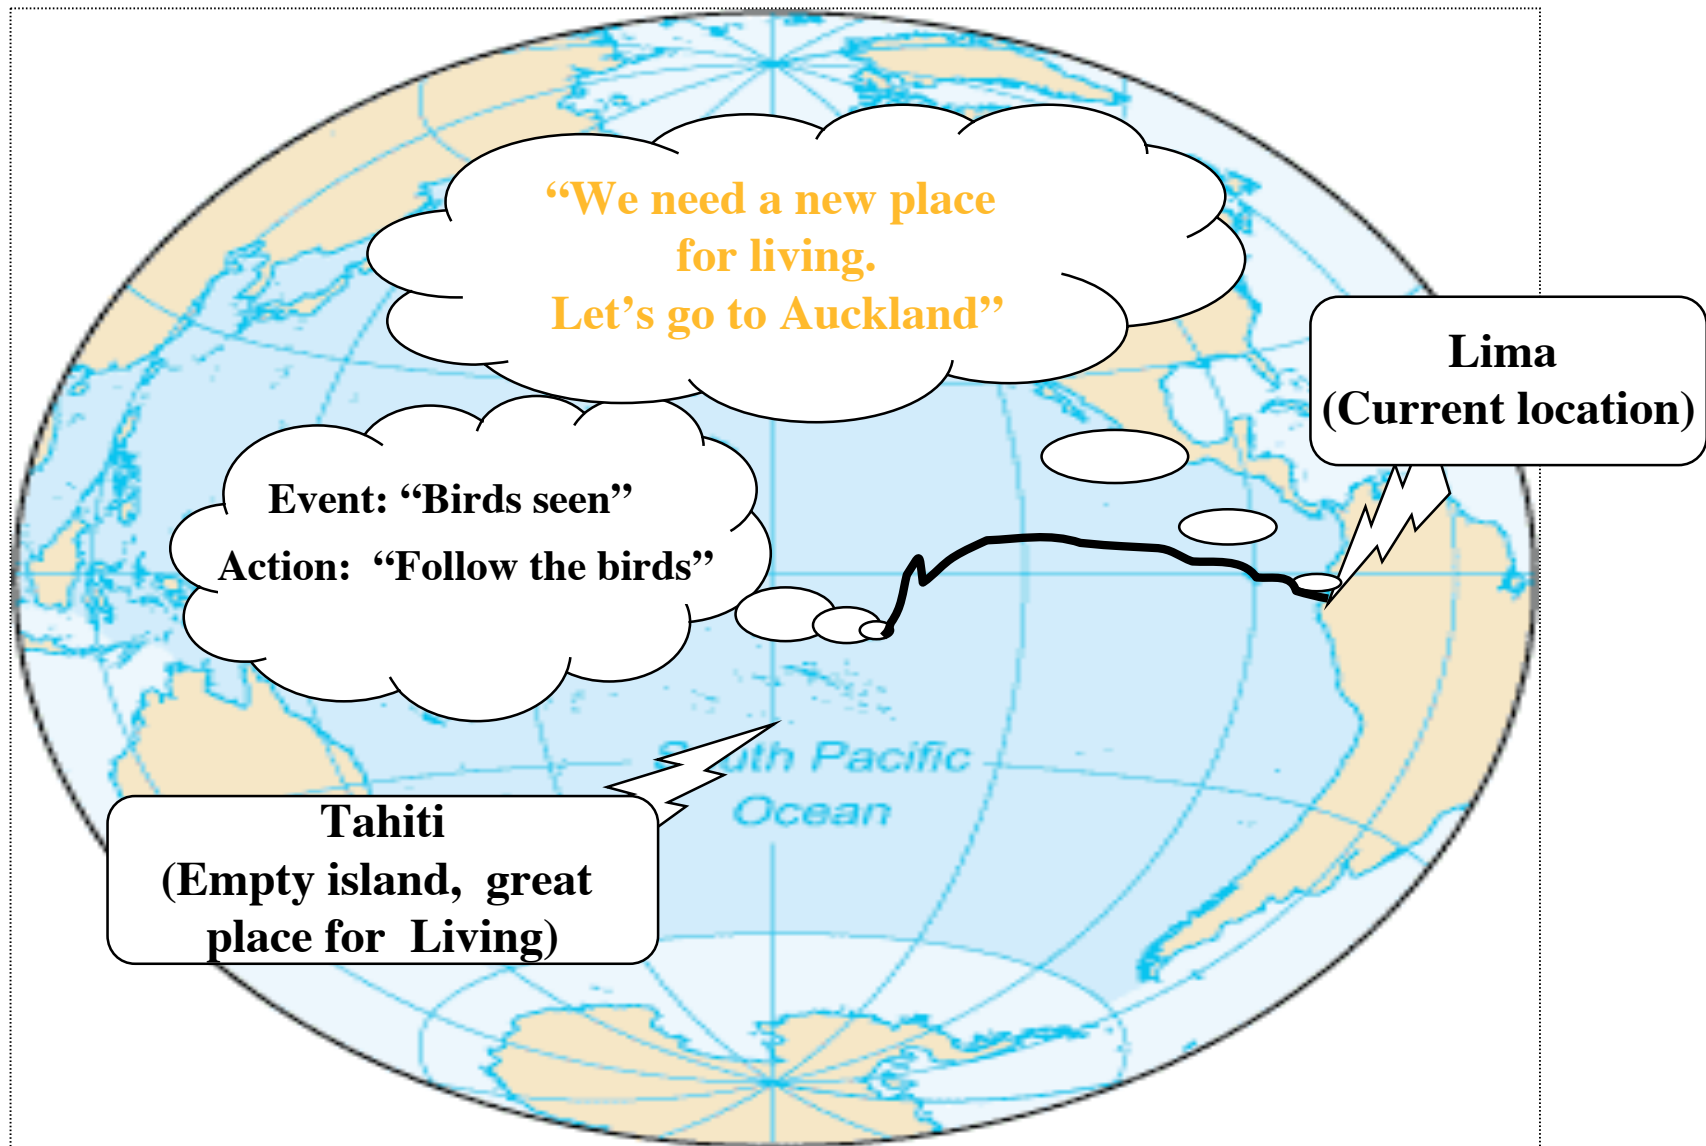 “We need a new place
for living.
Let’s go to Auckland”
Lima
(Current location)
Event: “Birds seen”
Action: “Follow the birds”
South Pacific
Ocean
Tahiti
(Empty island, great
place for Living)